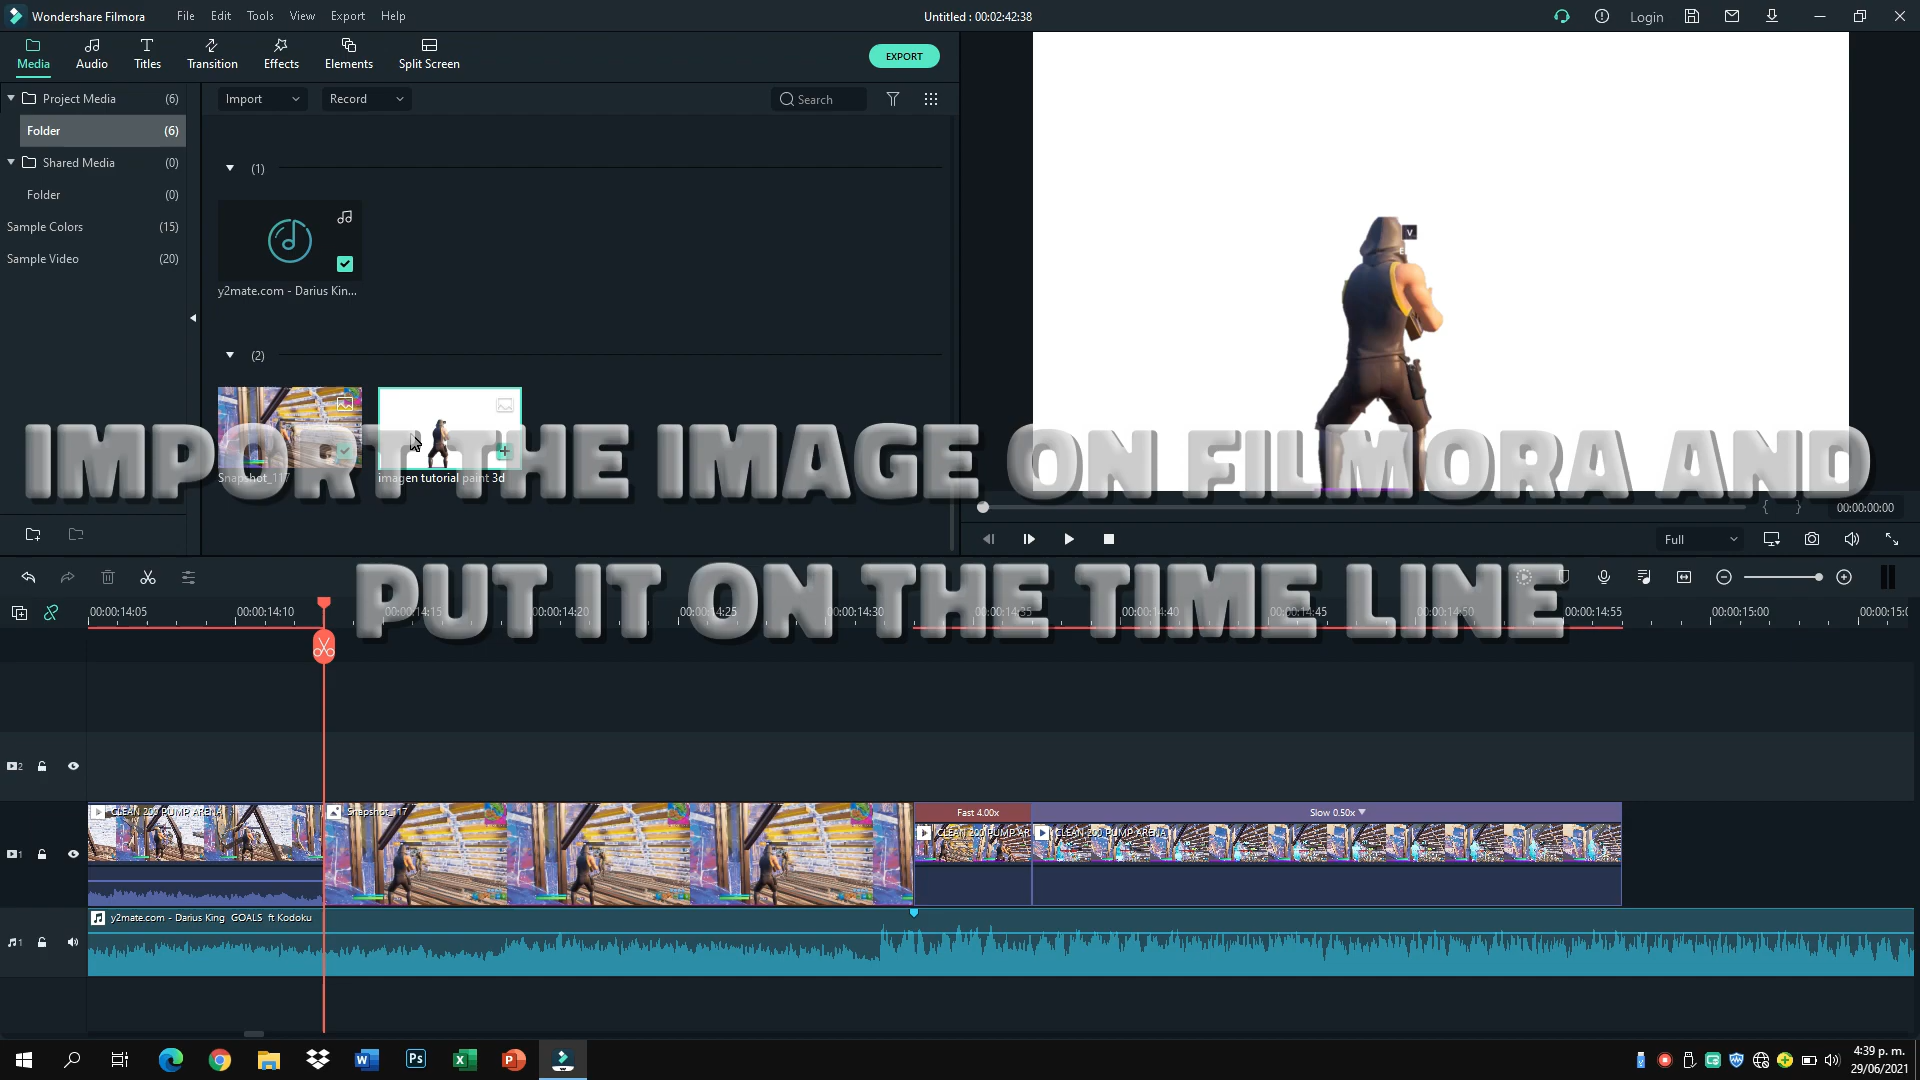 Wondershare Filmora
File Edit Tools View Export Help
Untitled : 00:02:42:38
Login
Media Audio Titles Transition Effects Elements Split Screen
EXPORT
Project Media (6)
Import Record Search
Folder (6)
Shared Media (0)
(1)
Folder (0)
Sample Colors (15)
Sample Video (20)
V
y2mate.com - Darius Kin...
(2)
IMPORT THE IMAGE ON FILMORA AND
Snapshot_117 imagen tutorial paint 3d
00:00:00:00
Full
PUT IT ON THE TIME LINE
00:00:14:05 00:00:14:10 00:00:14:15 00:00:14:20 00:00:14:25 00:00:14:30 00:00:14:35 00:00:14:40 00:00:14:45 00:00:14:50 00:00:14:55 00:00:15:00 00:00:15:0
2
CLEAN 200 PUMP ARENA Snapshot_117 Fast 4.00x Slow 0.50x
CLEAN 200 PUMP AR CLEAN 200 PUMP ARENA
1
y2mate.com - Darius King GOALS ft Kodoku
1
4:39 p. m.
29/06/2021